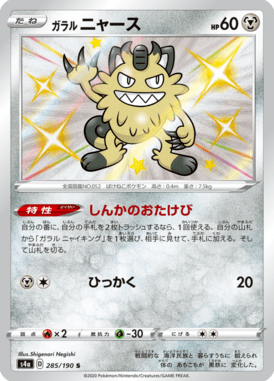 たね
ガラル ニャース
HP60
全国図鑑NO.052 ばけねこポケモン 高さ：0.4m 重さ：7.5kg
特性 しんかのおたけび
自分の番に、自分の手札を2枚トラッシュするなら、1回使える。自分の山札
から「ガラル ニャイキング」を1枚選び、相手に見せて、手札に加える。そし
て山札を切る。
ひっかく 20
弱点 ×2 抵抗力 -30 にげる
illus.Shigenori Negishi
s4a D 285/190 S
©2020 Pokémon/Nintendo/Creatures/GAME FREAK.